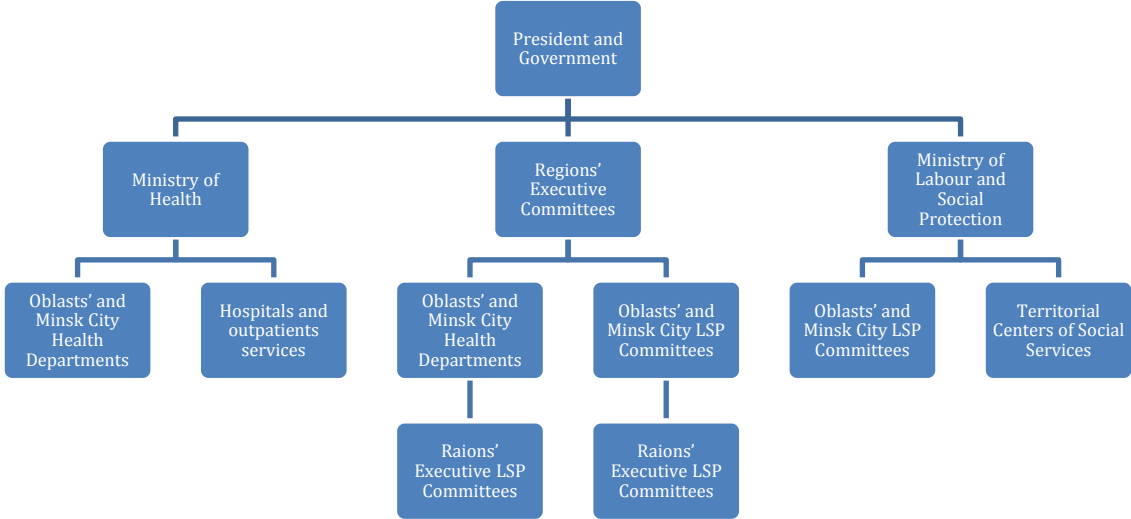 President and
Government
Ministry of
Health
Regions’
Executive
Committees
Ministry of
Labour and
Social
Protection
Oblasts’ and
Minsk City
Health
Departments
Hospitals and
outpatients
services
Oblasts’ and
Minsk City
Health
Departments
Oblasts’ and
Minsk City LSP
Committees
Oblasts’ and
Minsk City LSP
Committees
Territorial
Centers of Social
Services
Raions’
Executive LSP
Committees
Raions’
Executive LSP
Committees